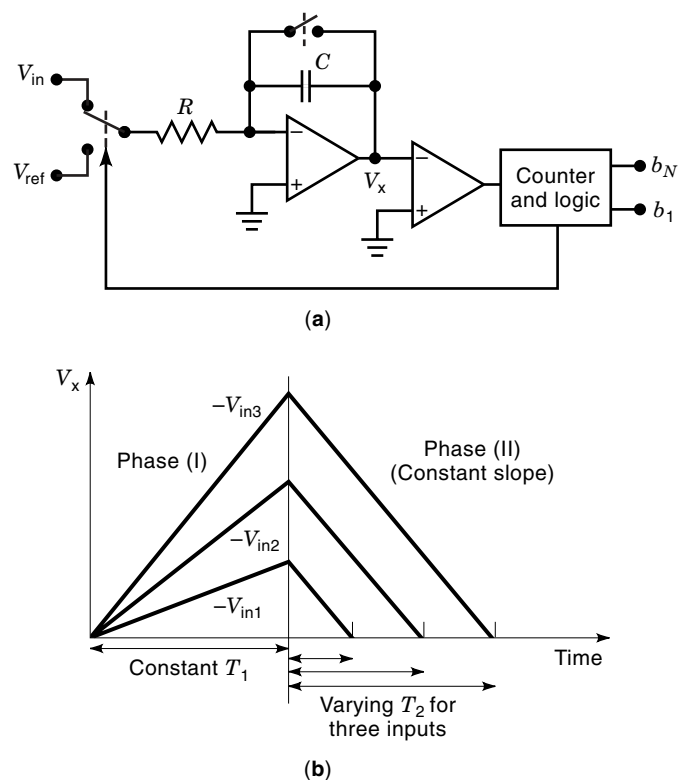 C
V_in
R
V_ref
−
+
V_x
−
+
Counter
and logic
b_N
b_1
(a)
V_x
−V_in3
Phase (I)
Phase (II)
(Constant slope)
−V_in2
−V_in1
Constant T_1
Time
Varying T_2 for
three inputs
(b)